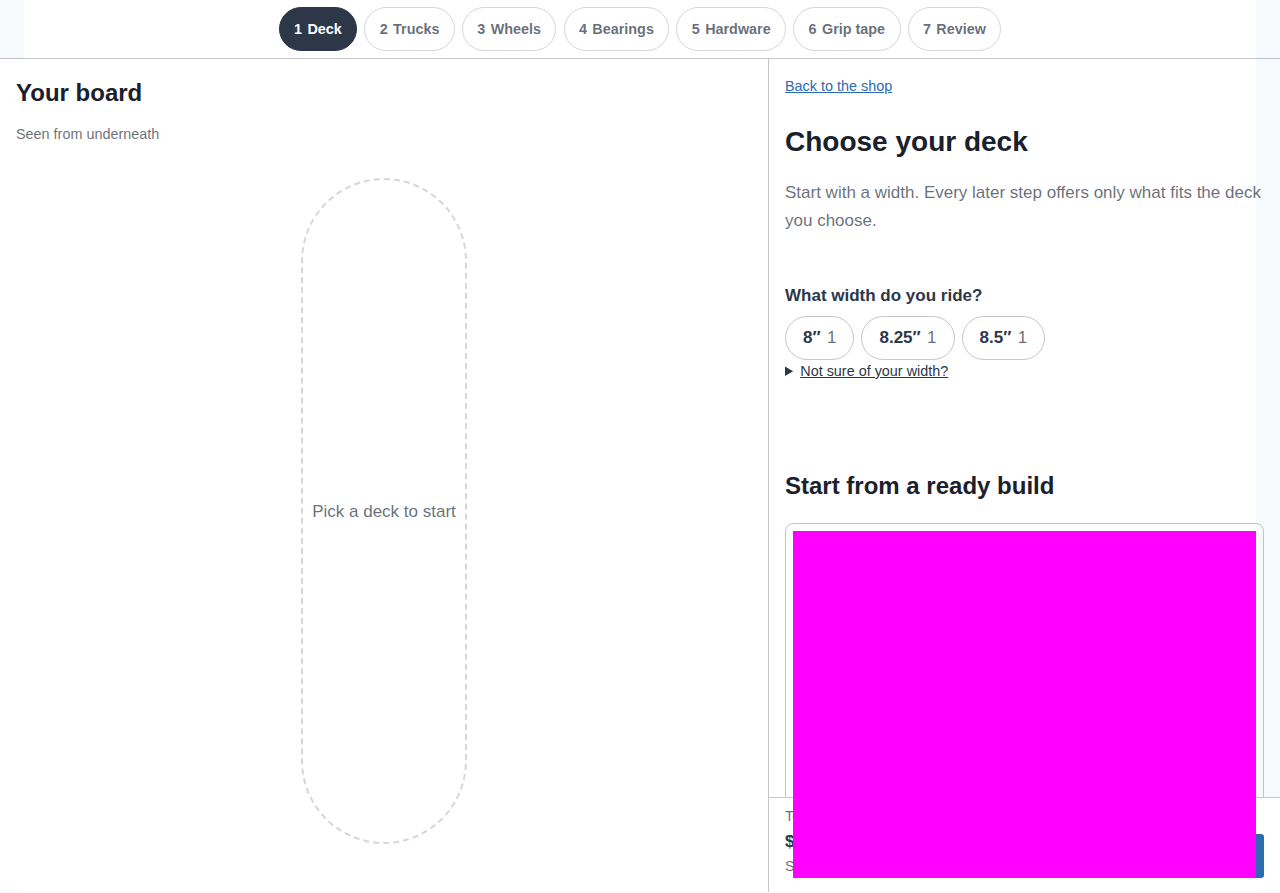 1 Deck
2 Trucks
3 Wheels
4 Bearings
5 Hardware
6 Grip tape
7 Review
Your board
Seen from underneath
Pick a deck to start
Back to the shop
Choose your deck
Start with a width. Every later step offers only what fits the deck
you choose.
What width do you ride?
8″ 1
8.25″ 1
8.5″ 1
Not sure of your width?
Start from a ready build